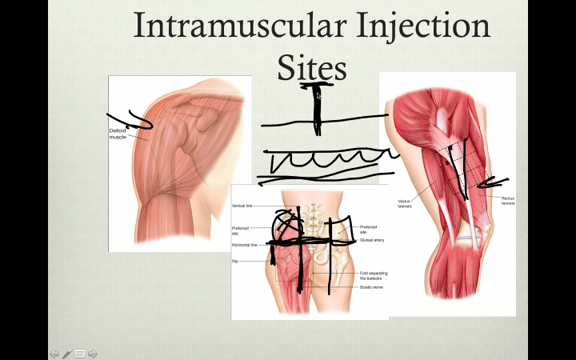 Intramuscular Injection
Sites
Deltoid
muscle
Vertical line
Preferred
site
Horizontal line
Hip
Preferred
site
Gluteal artery
Fold separating
the buttocks
Sciatic nerve
Vastus
lateralis
Rectus
femoris